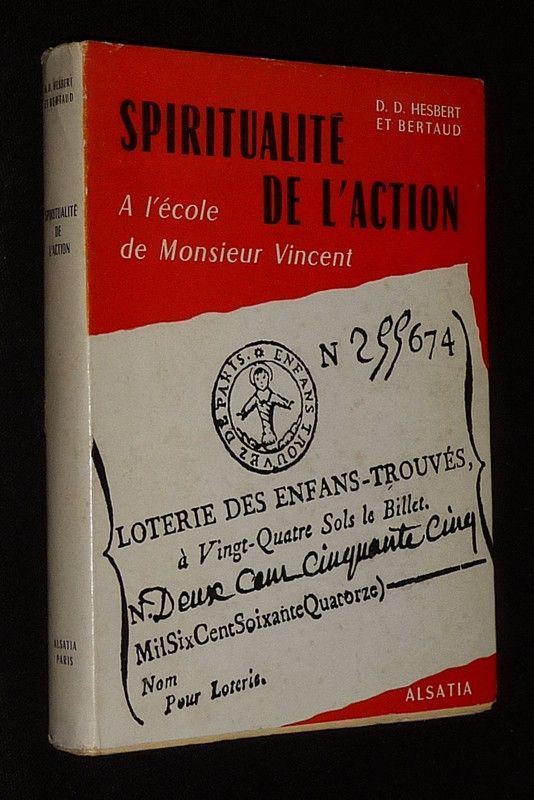 D. D. HESBERT
ET BERTAUD
SPIRITUALITÉ
DE L'ACTION
A l'école
de Monsieur Vincent
ENFANS TROUVEZ DE PARIS.
N 255674
LOTERIE DES ENFANS-TROUVÉS,
à Vingt-Quatre Sols le Billet.
N. Deux Cens Cinquante Cinq
MilSixCentSoixanteQuatorze)
Nom
Pour Loterie.
ALSATIA
D. D. HESBERT
ET BERTAUD
SPIRITUALITÉ
DE
L'ACTION
ALSATIA
PARIS